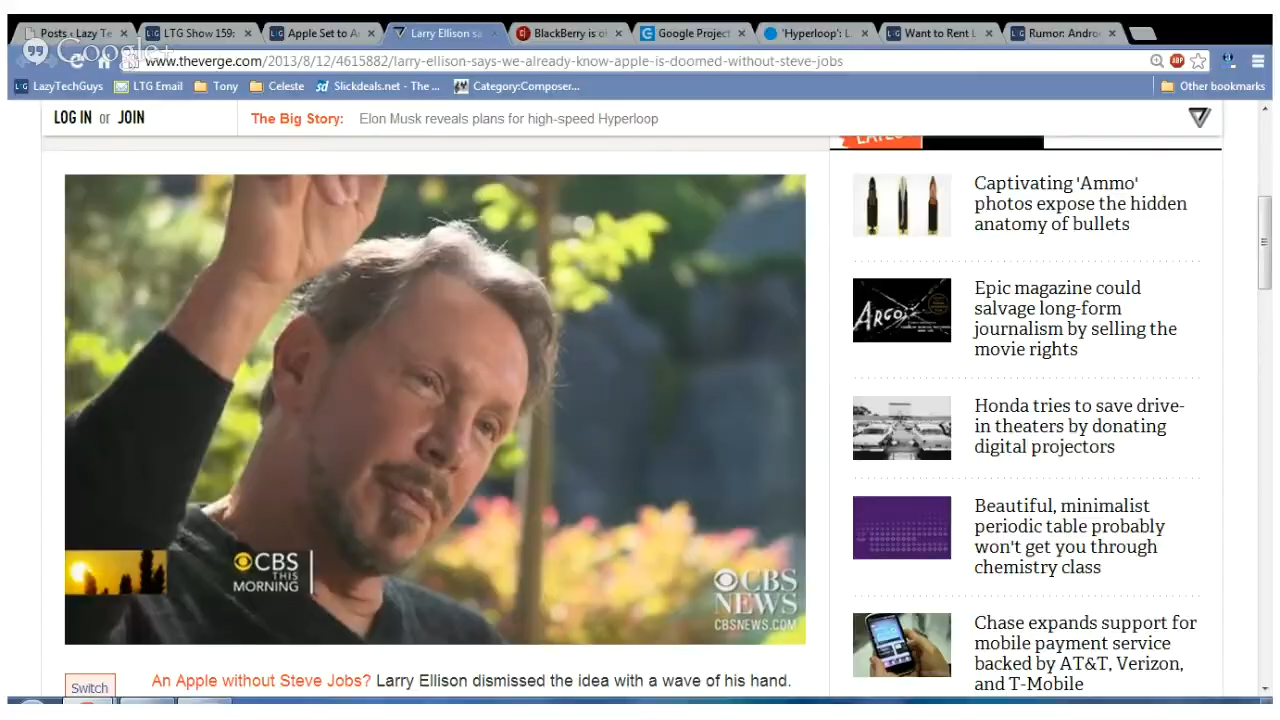 Posts ‹ Lazy Te
LTG Show 159:
Apple Set to A
Larry Ellison sa
BlackBerry is o
Google Project
'Hyperloop': L
Want to Rent L
Rumor: Andro
Google+
www.theverge.com/2013/8/12/4615882/larry-ellison-says-we-already-know-apple-is-doomed-without-steve-jobs
ABP
LazyTechGuys
LTG Email
Tony
Celeste
Slickdeals.net - The ...
Category:Compose...
Other bookmarks
LOG IN or JOIN
The Big Story: Elon Musk reveals plans for high-speed Hyperloop
Captivating 'Ammo'
photos expose the hidden
anatomy of bullets
Epic magazine could
salvage long-form
journalism by selling the
movie rights
ARGO
Honda tries to save drive-
in theaters by donating
digital projectors
Beautiful, minimalist
periodic table probably
won't get you through
chemistry class
Chase expands support for
mobile payment service
backed by AT&T, Verizon,
and T-Mobile
CBS
THIS
MORNING
CBS
NEWS
CBSNEWS.COM
Switch
An Apple without Steve Jobs? Larry Ellison dismissed the idea with a wave of his hand.